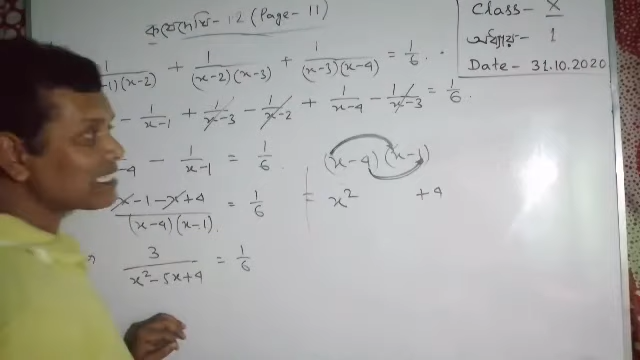 কষে দেখি - 1.2 (Page - 11)
Class - X
অধ্যায় - 1
Date - 31.10.2020
1/(x-1)(x-2) + 1/(x-2)(x-3) + 1/(x-3)(x-4) = 1/6 .
- 1/(x-1) + 1/(x-3) - 1/(x-2) + 1/(x-4) - 1/(x-3) = 1/6 .
-4 - 1/(x-1) = 1/6 .
(x-4)(x-1)
(x-1-x+4)/((x-4)(x-1)) = 1/6
= x² +4
⇒ 3/(x²-5x+4) = 1/6